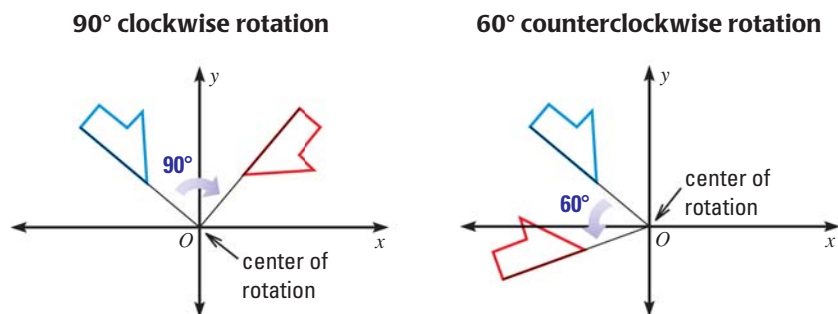 90° clockwise rotation
y
90°
O
x
center of
rotation
60° counterclockwise rotation
y
center of
rotation
60°
O
x